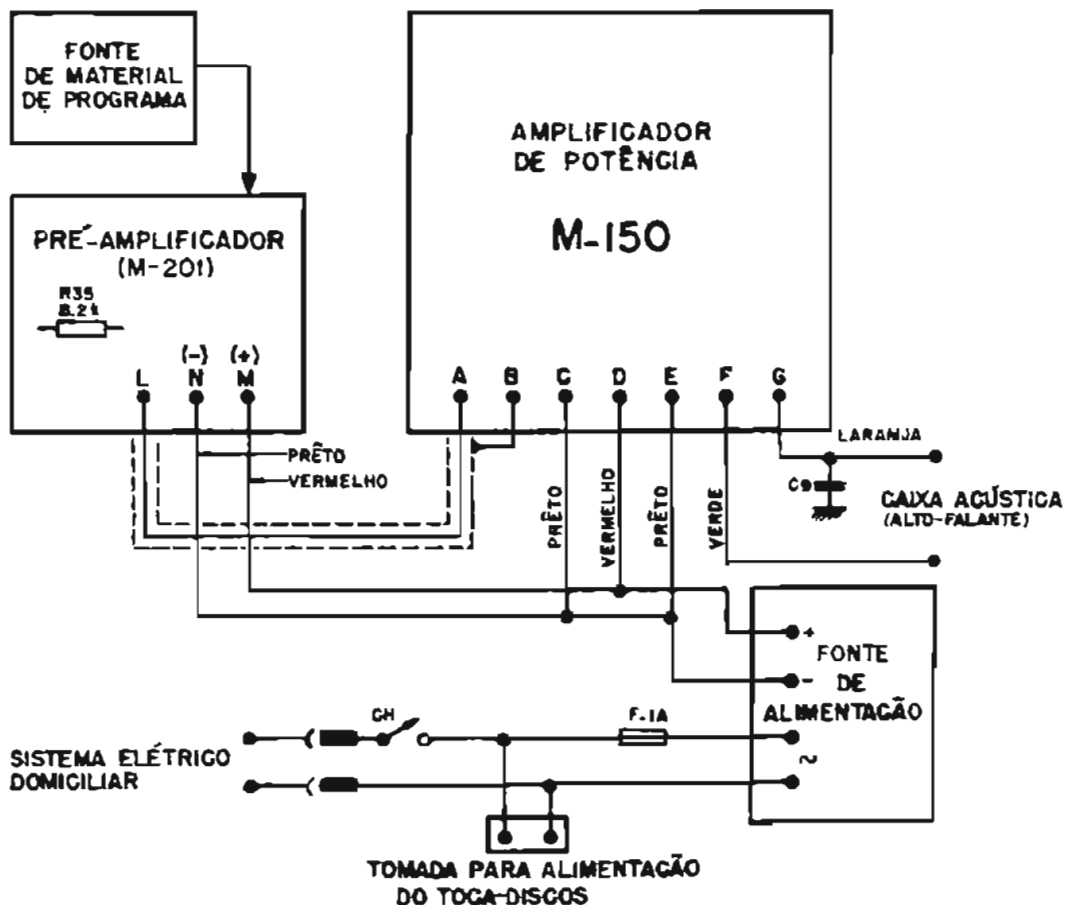 FONTE
DE MATERIAL
DE PROGRAMA
AMPLIFICADOR
DE POTÊNCIA
M-150
PRÉ-AMPLIFICADOR
(M-201)
R35
8.2k
(-) (+)
L N M
A B C D E F G
PRÊTO
VERMELHO
PRÊTO
VERMELHO
PRÊTO
VERDE
LARANJA
C9
CAIXA ACÚSTICA
(ALTO-FALANTE)
+
-
FONTE
DE
ALIMENTAÇÃO
~
CH
F-1A
SISTEMA ELÉTRICO
DOMICILIAR
TOMADA PARA ALIMENTAÇÃO
DO TOCA-DISCOS